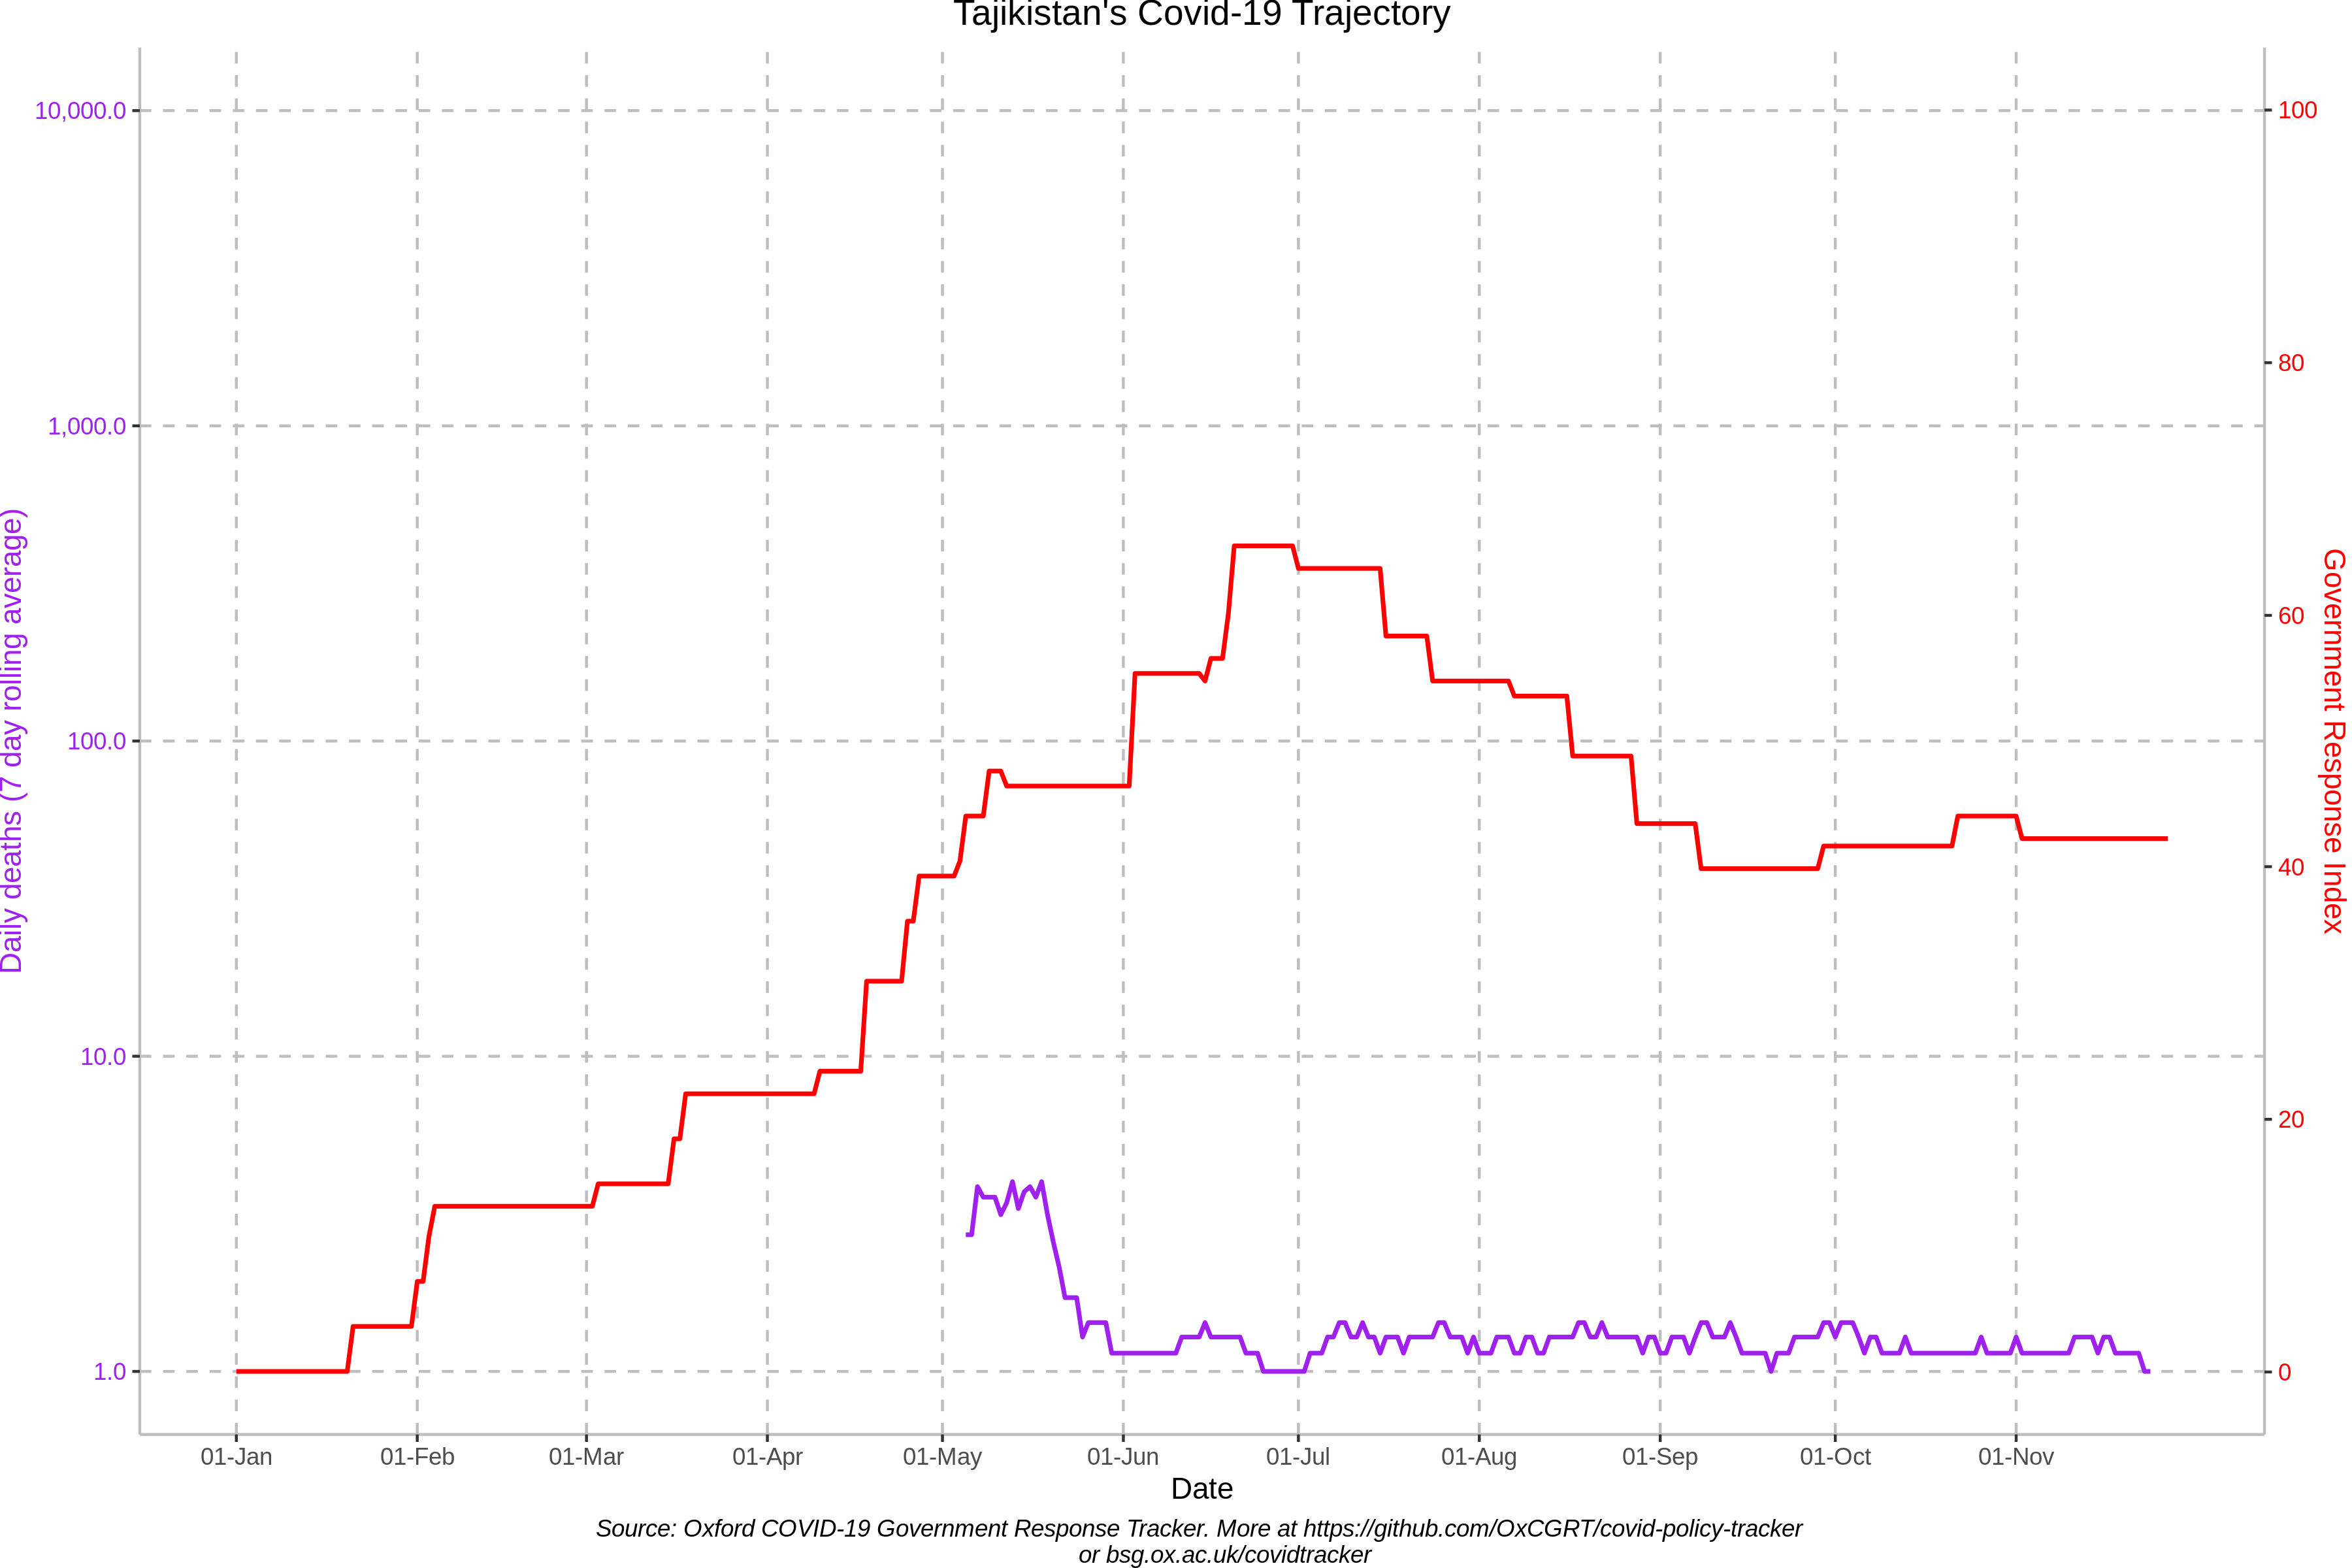 Tajikistan's Covid-19 Trajectory
10,000.0
1,000.0
100.0
10.0
1.0
Daily deaths (7 day rolling average)
100
80
60
40
20
0
Government Response Index
01-Jan
01-Feb
01-Mar
01-Apr
01-May
01-Jun
01-Jul
01-Aug
01-Sep
01-Oct
01-Nov
Date
Source: Oxford COVID-19 Government Response Tracker. More at https://github.com/OxCGRT/covid-policy-tracker
or bsg.ox.ac.uk/covidtracker